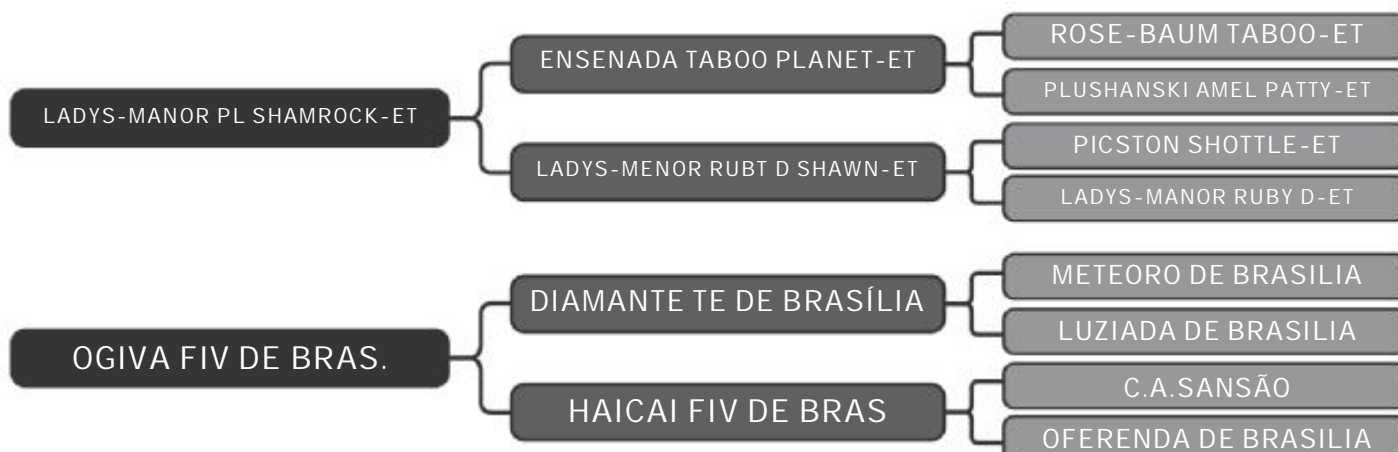 ROSE-BAUM TABOO-ET
ENSENADA TABOO PLANET-ET
PLUSHANSKI AMEL PATTY-ET
LADYS-MANOR PL SHAMROCK-ET
PICSTON SHOTTLE-ET
LADYS-MENOR RUBT D SHAWN-ET
LADYS-MANOR RUBY D-ET
METEORO DE BRASILIA
DIAMANTE TE DE BRASÍLIA
LUZIADA DE BRASILIA
OGIVA FIV DE BRAS.
C.A.SANSÃO
HAICAI FIV DE BRAS
OFERENDA DE BRASILIA